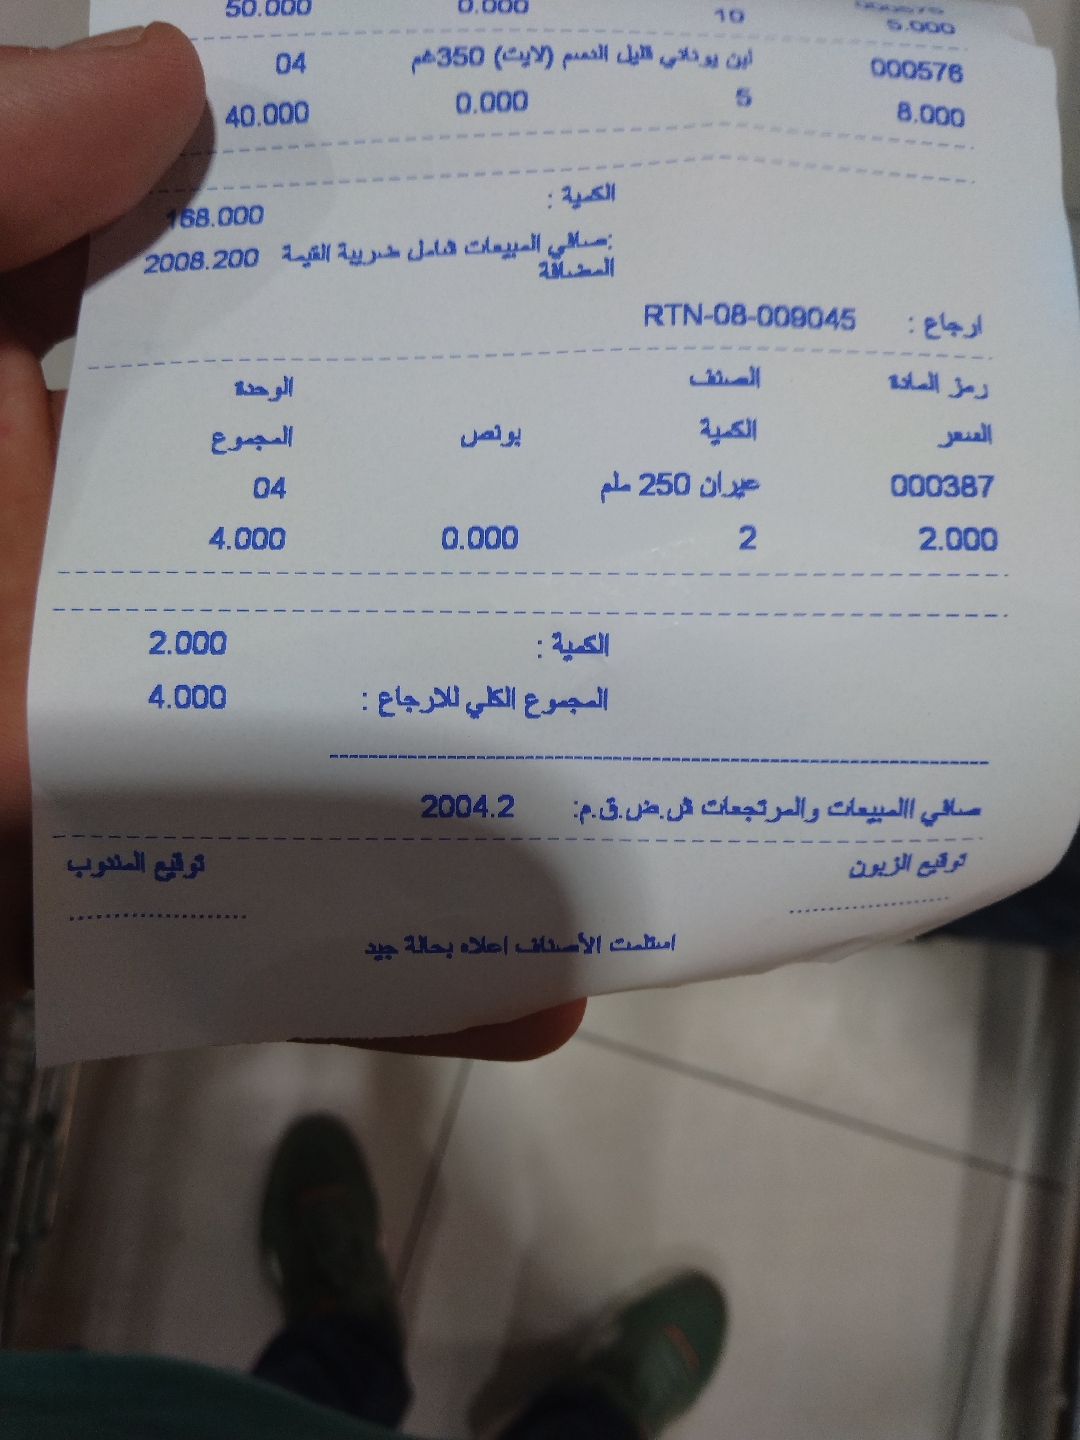 5.000 10 0.000 50.000
000576 لبن يوناني قليل الدسم (لايت) 350غم 04
8.000 5 0.000 40.000
الكمية : 168.000
:صافي المبيعات شامل ضريبة القيمة 2008.200
المضافة
ارجاع : RTN-08-009045
رمز المادة الصنف الوحدة
السعر الكمية بونص المجموع
000387 عيران 250 ملم 04
2.000 2 0.000 4.000
الكمية : 2.000
المجموع الكلي للارجاع : 4.000
صافي االمبيعات والمرتجعات ش.ض.ق.م: 2004.2
توقيع الزبون توقيع المندوب
استلمت الأصناف اعلاه بحالة جيد